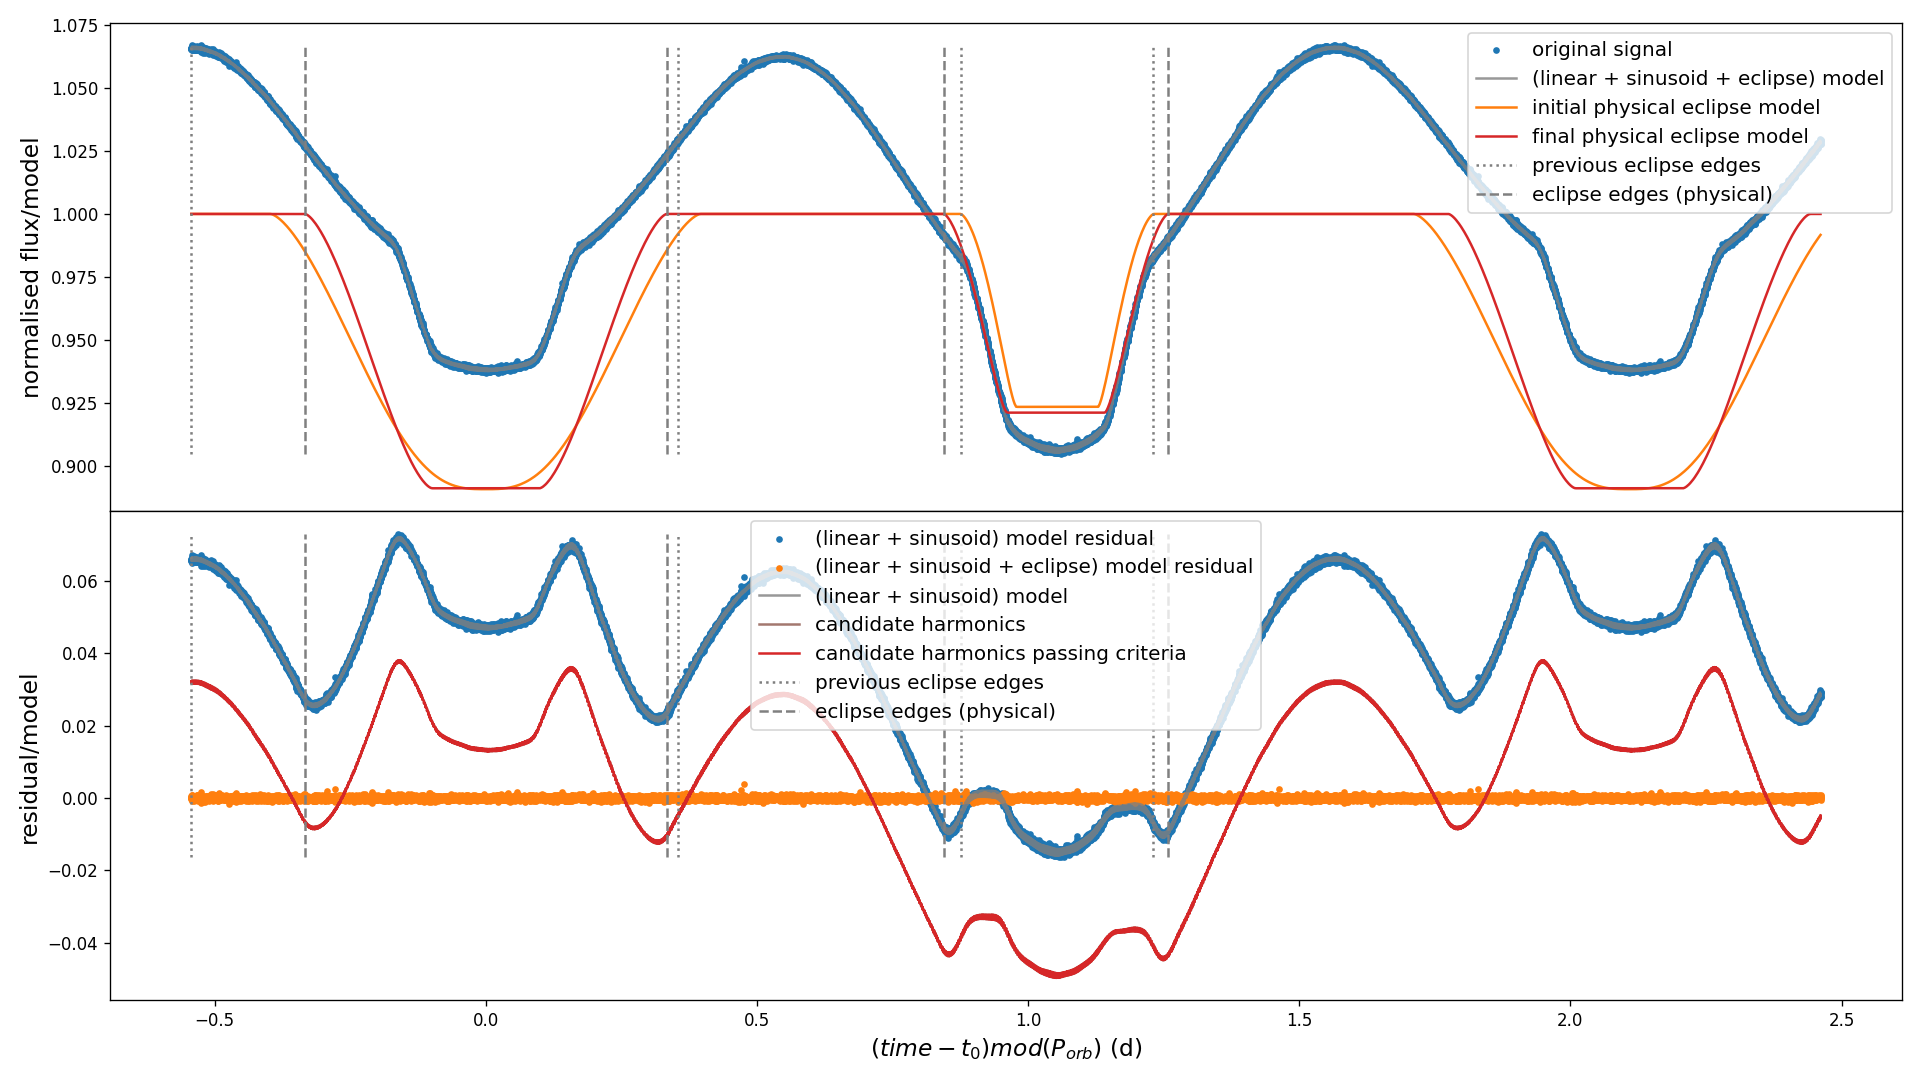 1.075
1.050
1.025
1.000
0.975
0.950
0.925
0.900
normalised flux/model
original signal
(linear + sinusoid + eclipse) model
initial physical eclipse model
final physical eclipse model
previous eclipse edges
eclipse edges (physical)
0.06
0.04
0.02
0.00
−0.02
−0.04
residual/model
(linear + sinusoid) model residual
(linear + sinusoid + eclipse) model residual
(linear + sinusoid) model
candidate harmonics
candidate harmonics passing criteria
previous eclipse edges
eclipse edges (physical)
−0.5 0.0 0.5 1.0 1.5 2.0 2.5
(time − t₀)mod(P_orb) (d)